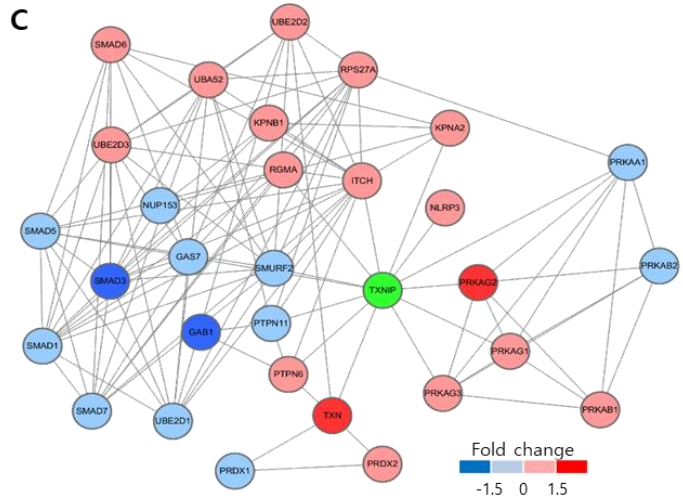 C
UBE2D2
SMAD6
RPS27A
UBA52
KPNB1
KPNA2
UBE2D3
PRKAA1
RGMA
ITCH
NUP153
NLRP3
SMAD5
GAS7
SMURF2
PRKAB2
SMAD3
PRKAG2
TXNIP
PTPN11
GAB1
SMAD1
PRKAG1
PTPN6
PRKAG3
SMAD7
UBE2D1
TXN
PRKAB1
Fold change
PRDX1
PRDX2
-1.5 0 1.5